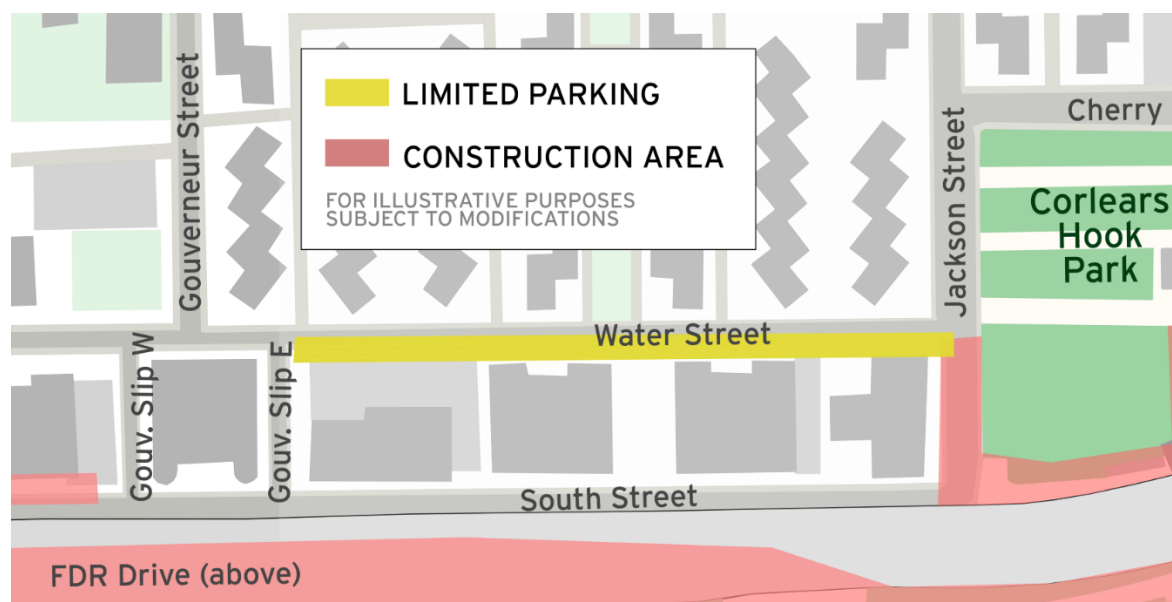 LIMITED PARKING
CONSTRUCTION AREA
FOR ILLUSTRATIVE PURPOSES
SUBJECT TO MODIFICATIONS
Gouverneur Street
Jackson Street
Cherry
Corlears
Hook
Park
Water Street
Gouv. Slip W
Gouv. Slip E
South Street
FDR Drive (above)